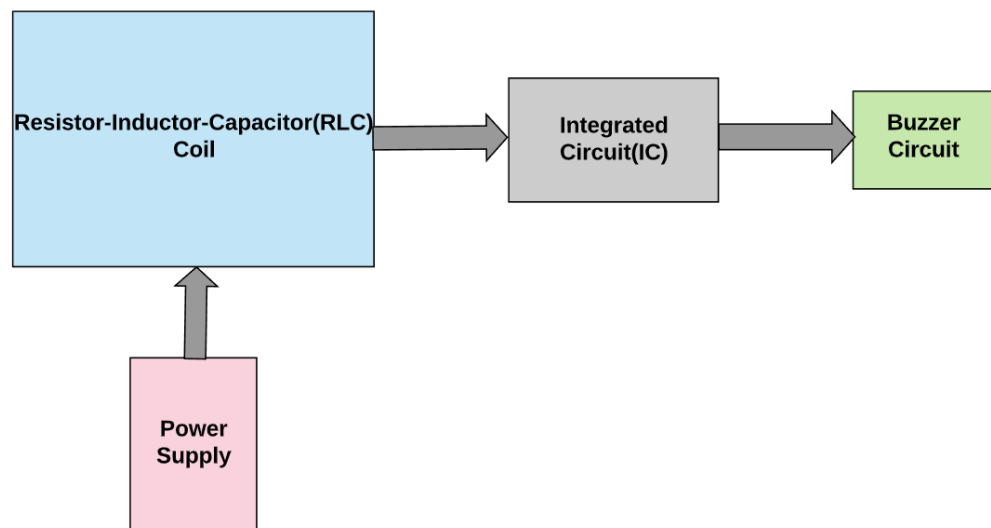 Resistor-Inductor-Capacitor(RLC)
Coil
Integrated
Circuit(IC)
Buzzer
Circuit
Power
Supply